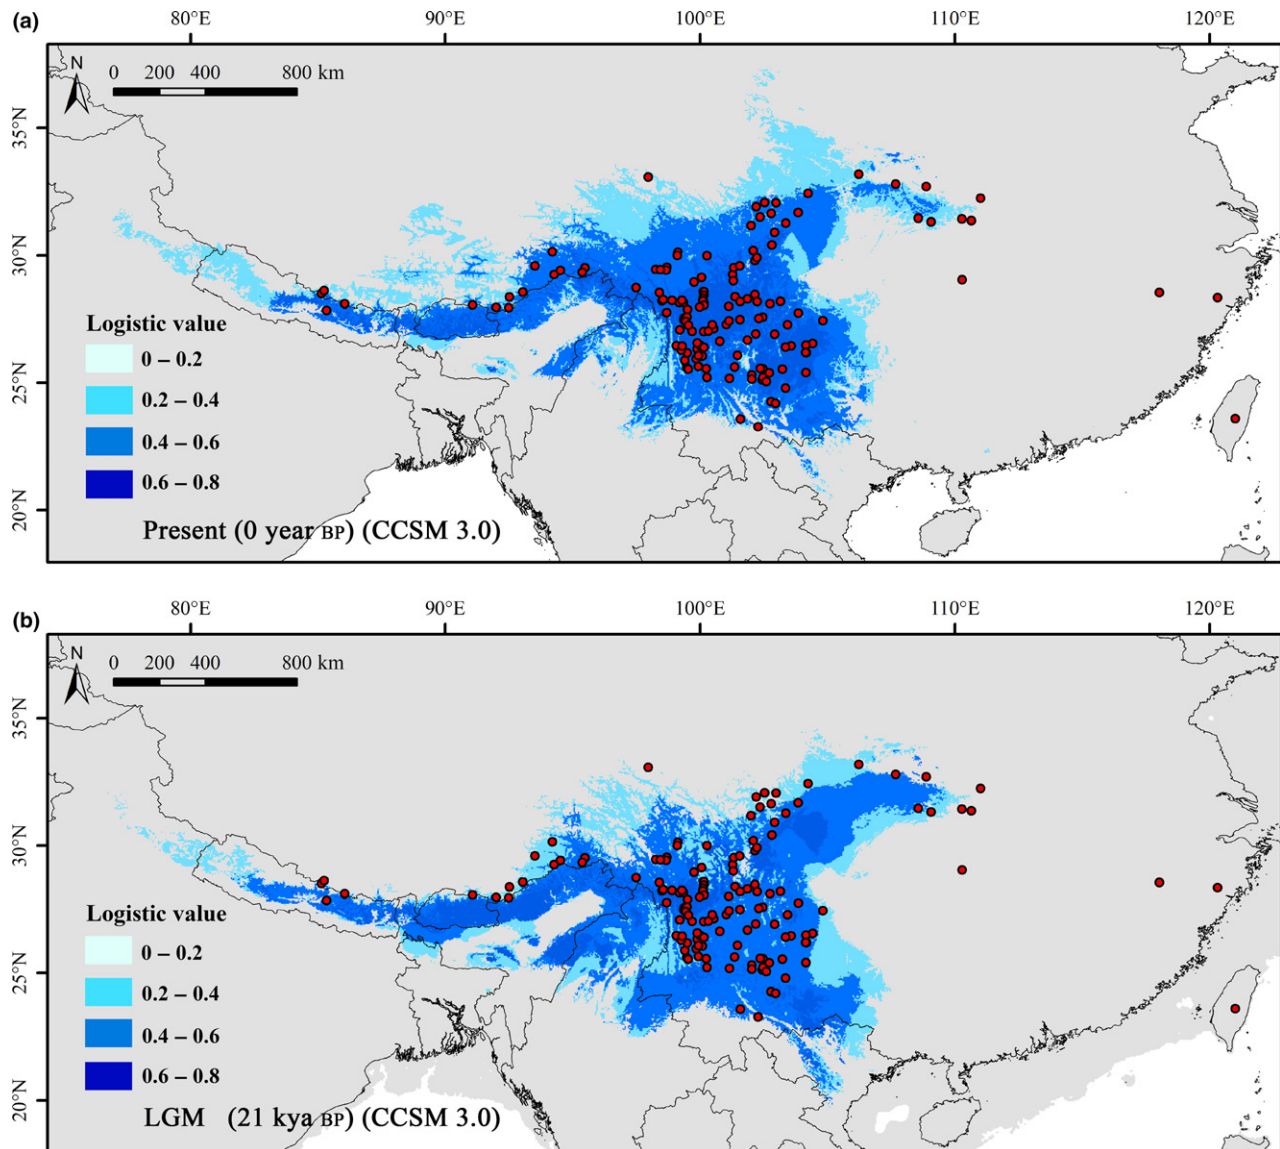 (a)
80°E 90°E 100°E 110°E 120°E
N
0 200 400 800 km
35°N
30°N
25°N
20°N
Logistic value
0 – 0.2
0.2 – 0.4
0.4 – 0.6
0.6 – 0.8
Present (0 year BP) (CCSM 3.0)
(b)
80°E 90°E 100°E 110°E 120°E
N
0 200 400 800 km
35°N
30°N
25°N
20°N
Logistic value
0 – 0.2
0.2 – 0.4
0.4 – 0.6
0.6 – 0.8
LGM (21 kya BP) (CCSM 3.0)